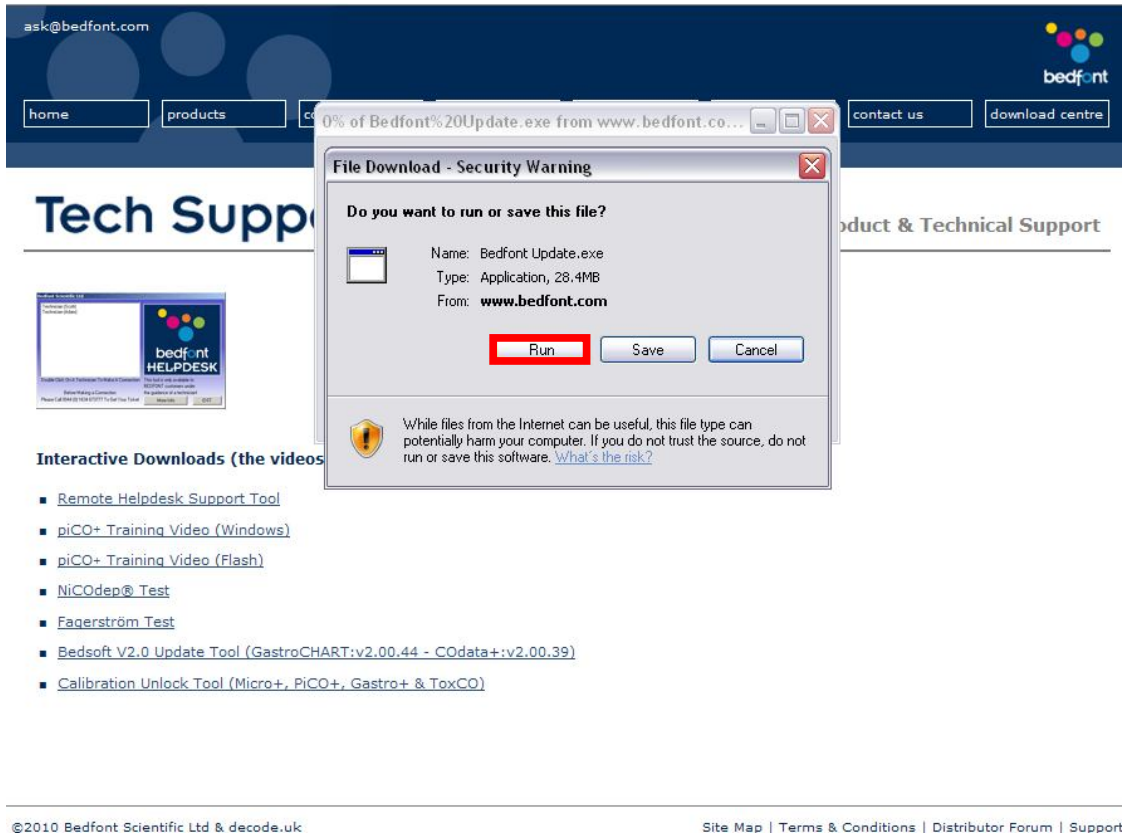 ask@bedfont.com
bedfont
home
products
contact us
download centre
0% of Bedfont%20Update.exe from www.bedfont.co...
File Download - Security Warning
Do you want to run or save this file?
Name: Bedfont Update.exe
Type: Application, 28.4MB
From: www.bedfont.com
Run
Save
Cancel
While files from the Internet can be useful, this file type can
potentially harm your computer. If you do not trust the source, do not
run or save this software. What's the risk?
Tech Supp
duct & Technical Support
bedfont
HELPDESK
EXIT
Interactive Downloads (the videos
Remote Helpdesk Support Tool
piCO+ Training Video (Windows)
piCO+ Training Video (Flash)
NiCOdep® Test
Fagerström Test
Bedsoft V2.0 Update Tool (GastroCHART:v2.00.44 - COdata+:v2.00.39)
Calibration Unlock Tool (Micro+, PiCO+, Gastro+ & ToxCO)
©2010 Bedfont Scientific Ltd & decode.uk
Site Map | Terms & Conditions | Distributor Forum | Support